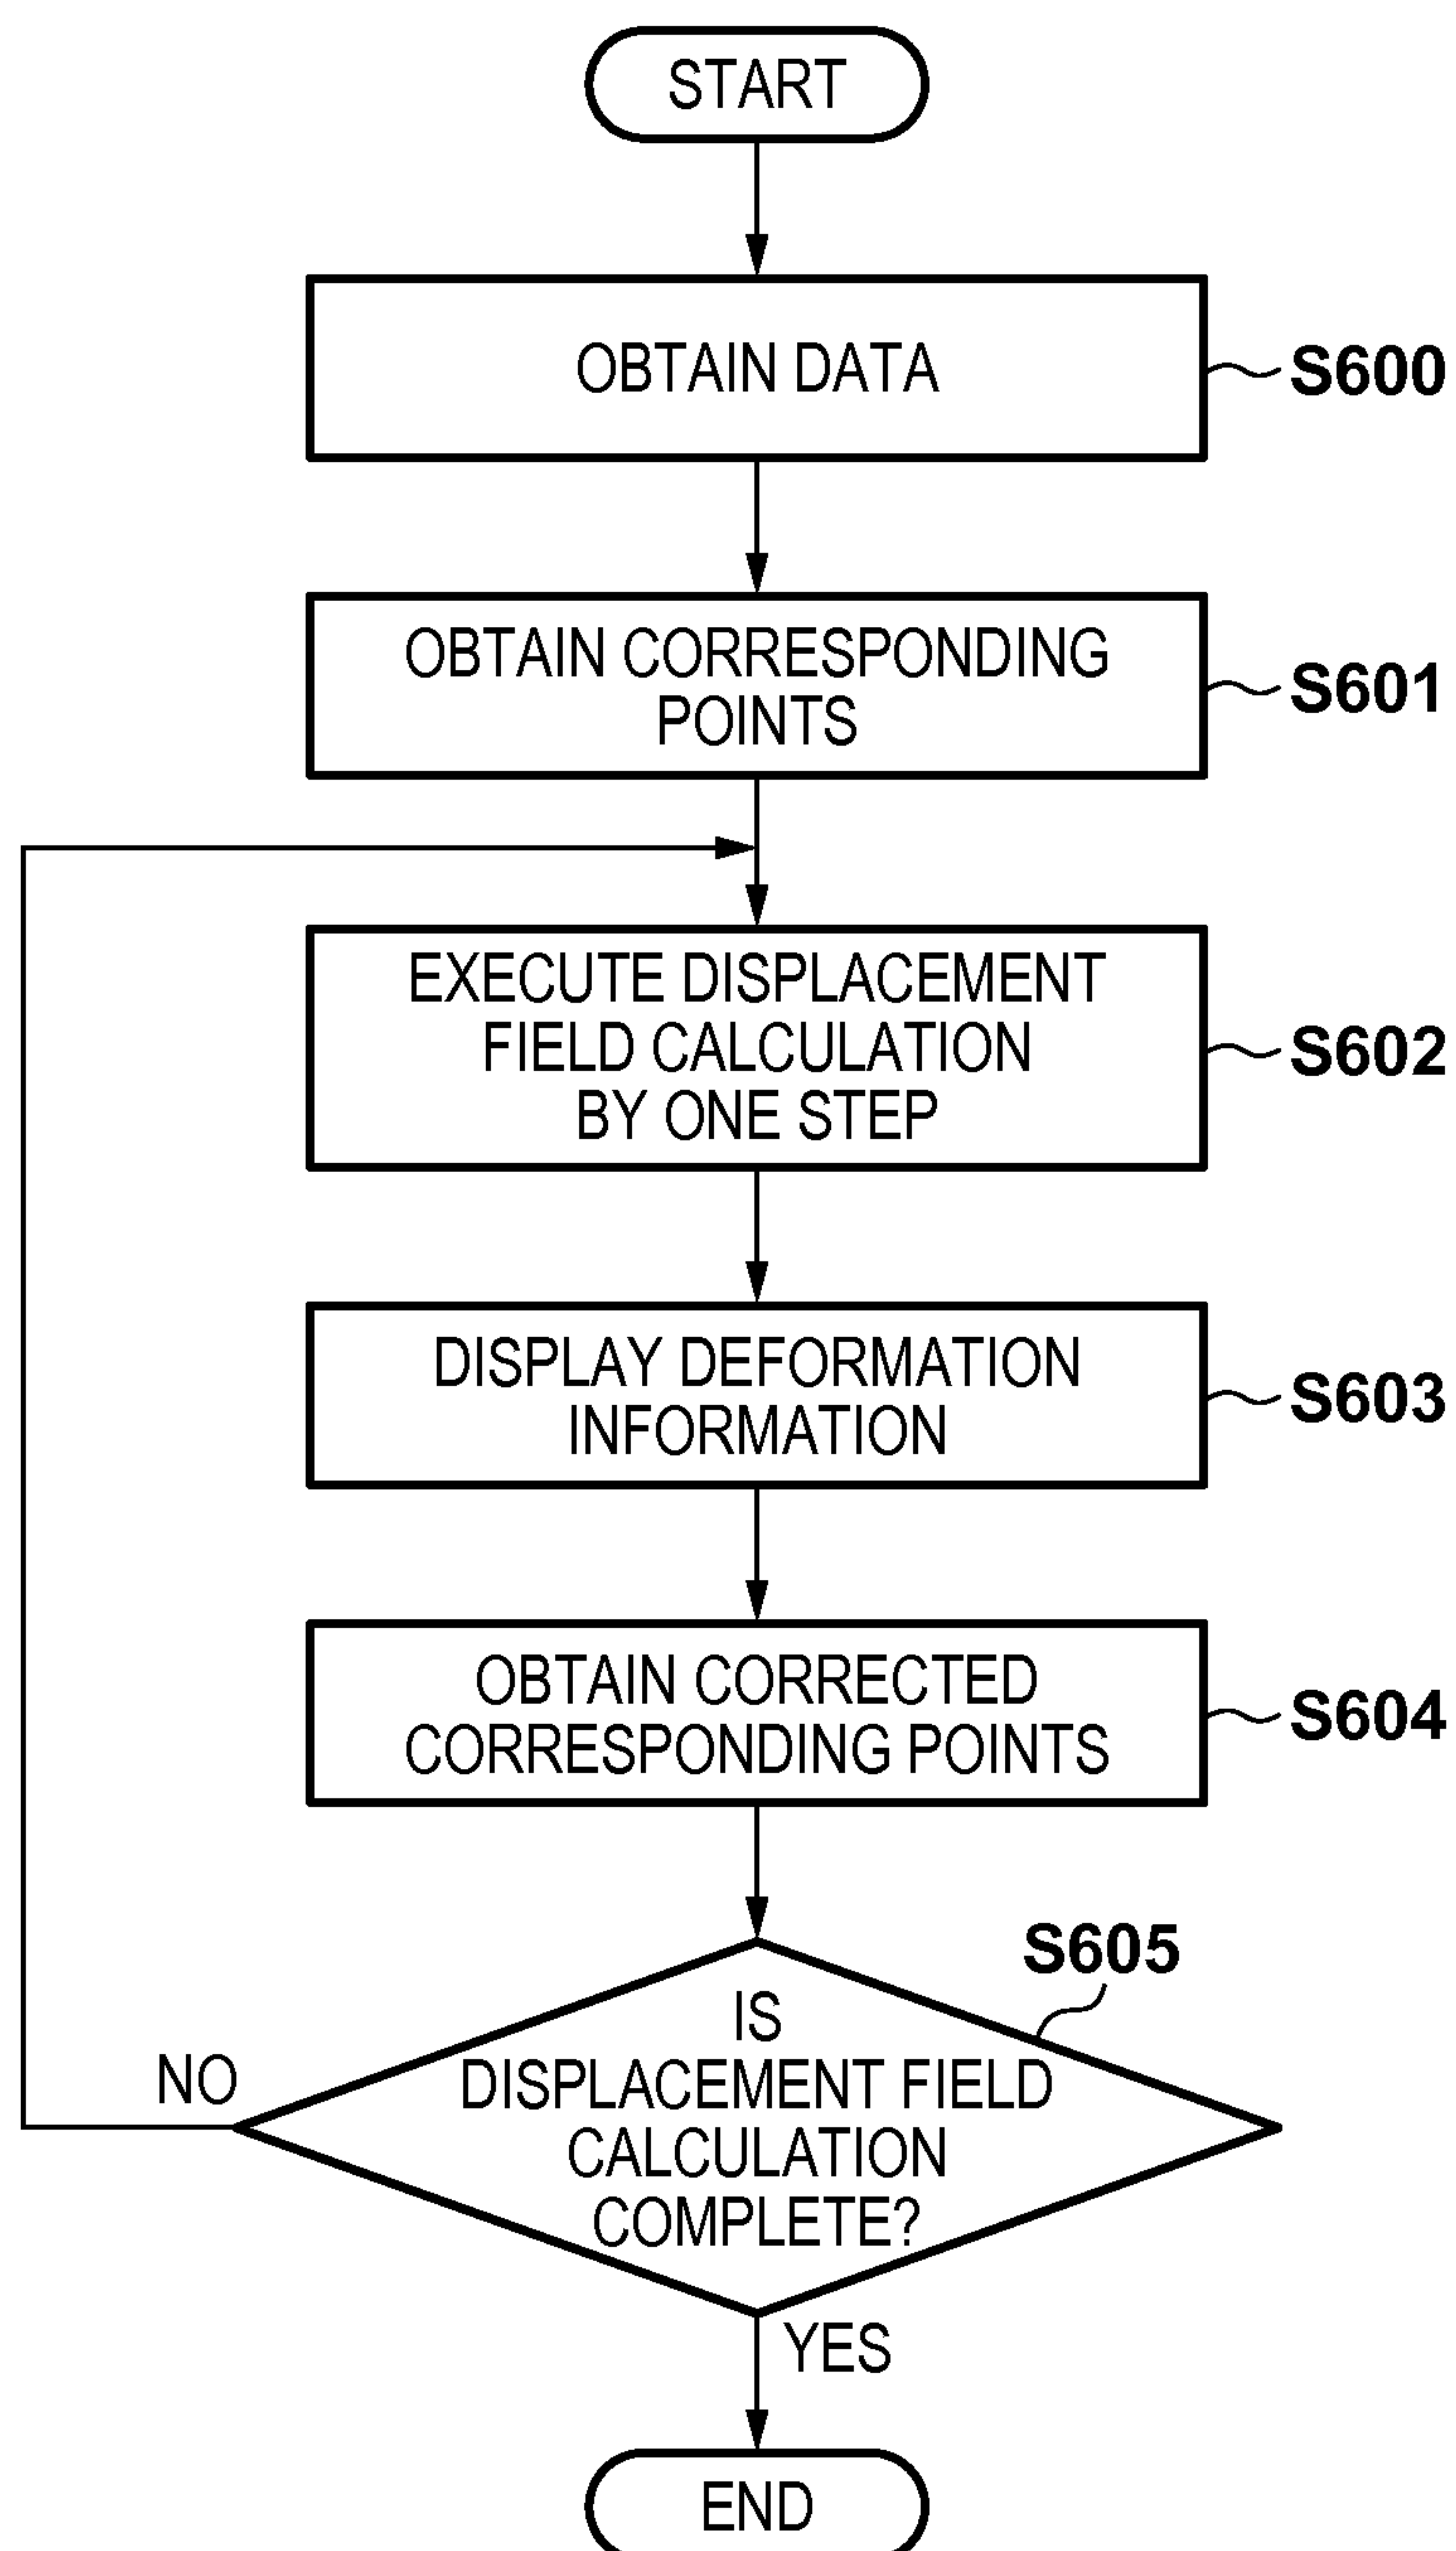 START
OBTAIN DATA
S600
OBTAIN CORRESPONDING
POINTS
S601
EXECUTE DISPLACEMENT
FIELD CALCULATION
BY ONE STEP
S602
DISPLAY DEFORMATION
INFORMATION
S603
OBTAIN CORRECTED
CORRESPONDING POINTS
S604
S605
IS
DISPLACEMENT FIELD
CALCULATION
COMPLETE?
NO
YES
END